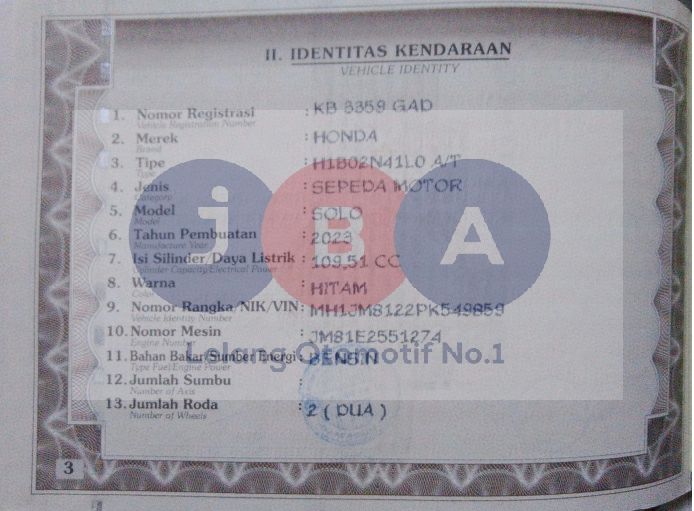 II. IDENTITAS KENDARAAN
VEHICLE IDENTITY
1. Nomor Registrasi : KB 3359 GAD
Vehicle Registration Number
2. Merek : HONDA
Brand
3. Tipe : H1B02N41L0 A/T
Type
4. Jenis : SEPEDA MOTOR
Category
5. Model : SOLO
Model
6. Tahun Pembuatan : 2023
Manufacture Year
7. Isi Silinder/Daya Listrik : 109,51 CC
Cylinder Capacity/Electrical Power
8. Warna : HITAM
Color
9. Nomor Rangka/NIK/VIN : MH1JM8122PK549859
Vehicle Identity Number
10. Nomor Mesin : JM81E2551274
Engine Number
11. Bahan Bakar/Sumber Energi : BENSIN
Type Fuel/Engine Power
12. Jumlah Sumbu :
Number of Axis
13. Jumlah Roda : 2 ( DUA )
Number of Wheels
3
JBA
Lelang Otomotif No.1